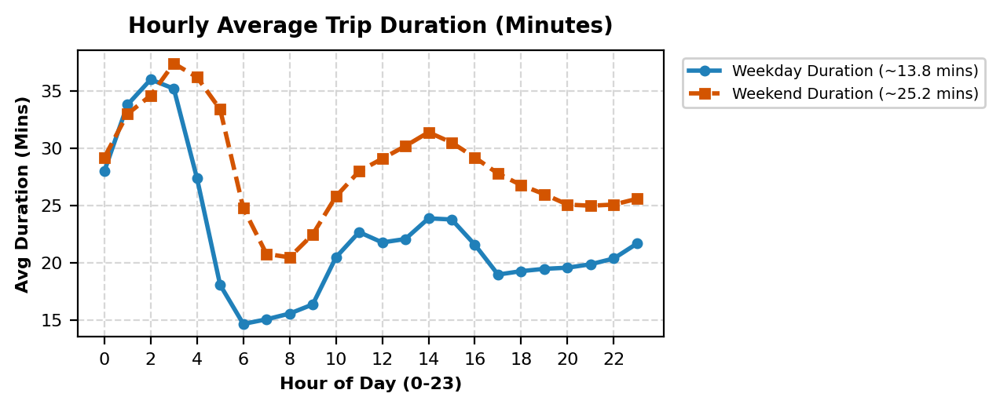 Hourly Average Trip Duration (Minutes)
Weekday Duration (~13.8 mins)
Weekend Duration (~25.2 mins)
Avg Duration (Mins)
35
30
25
20
15
0 2 4 6 8 10 12 14 16 18 20 22
Hour of Day (0-23)